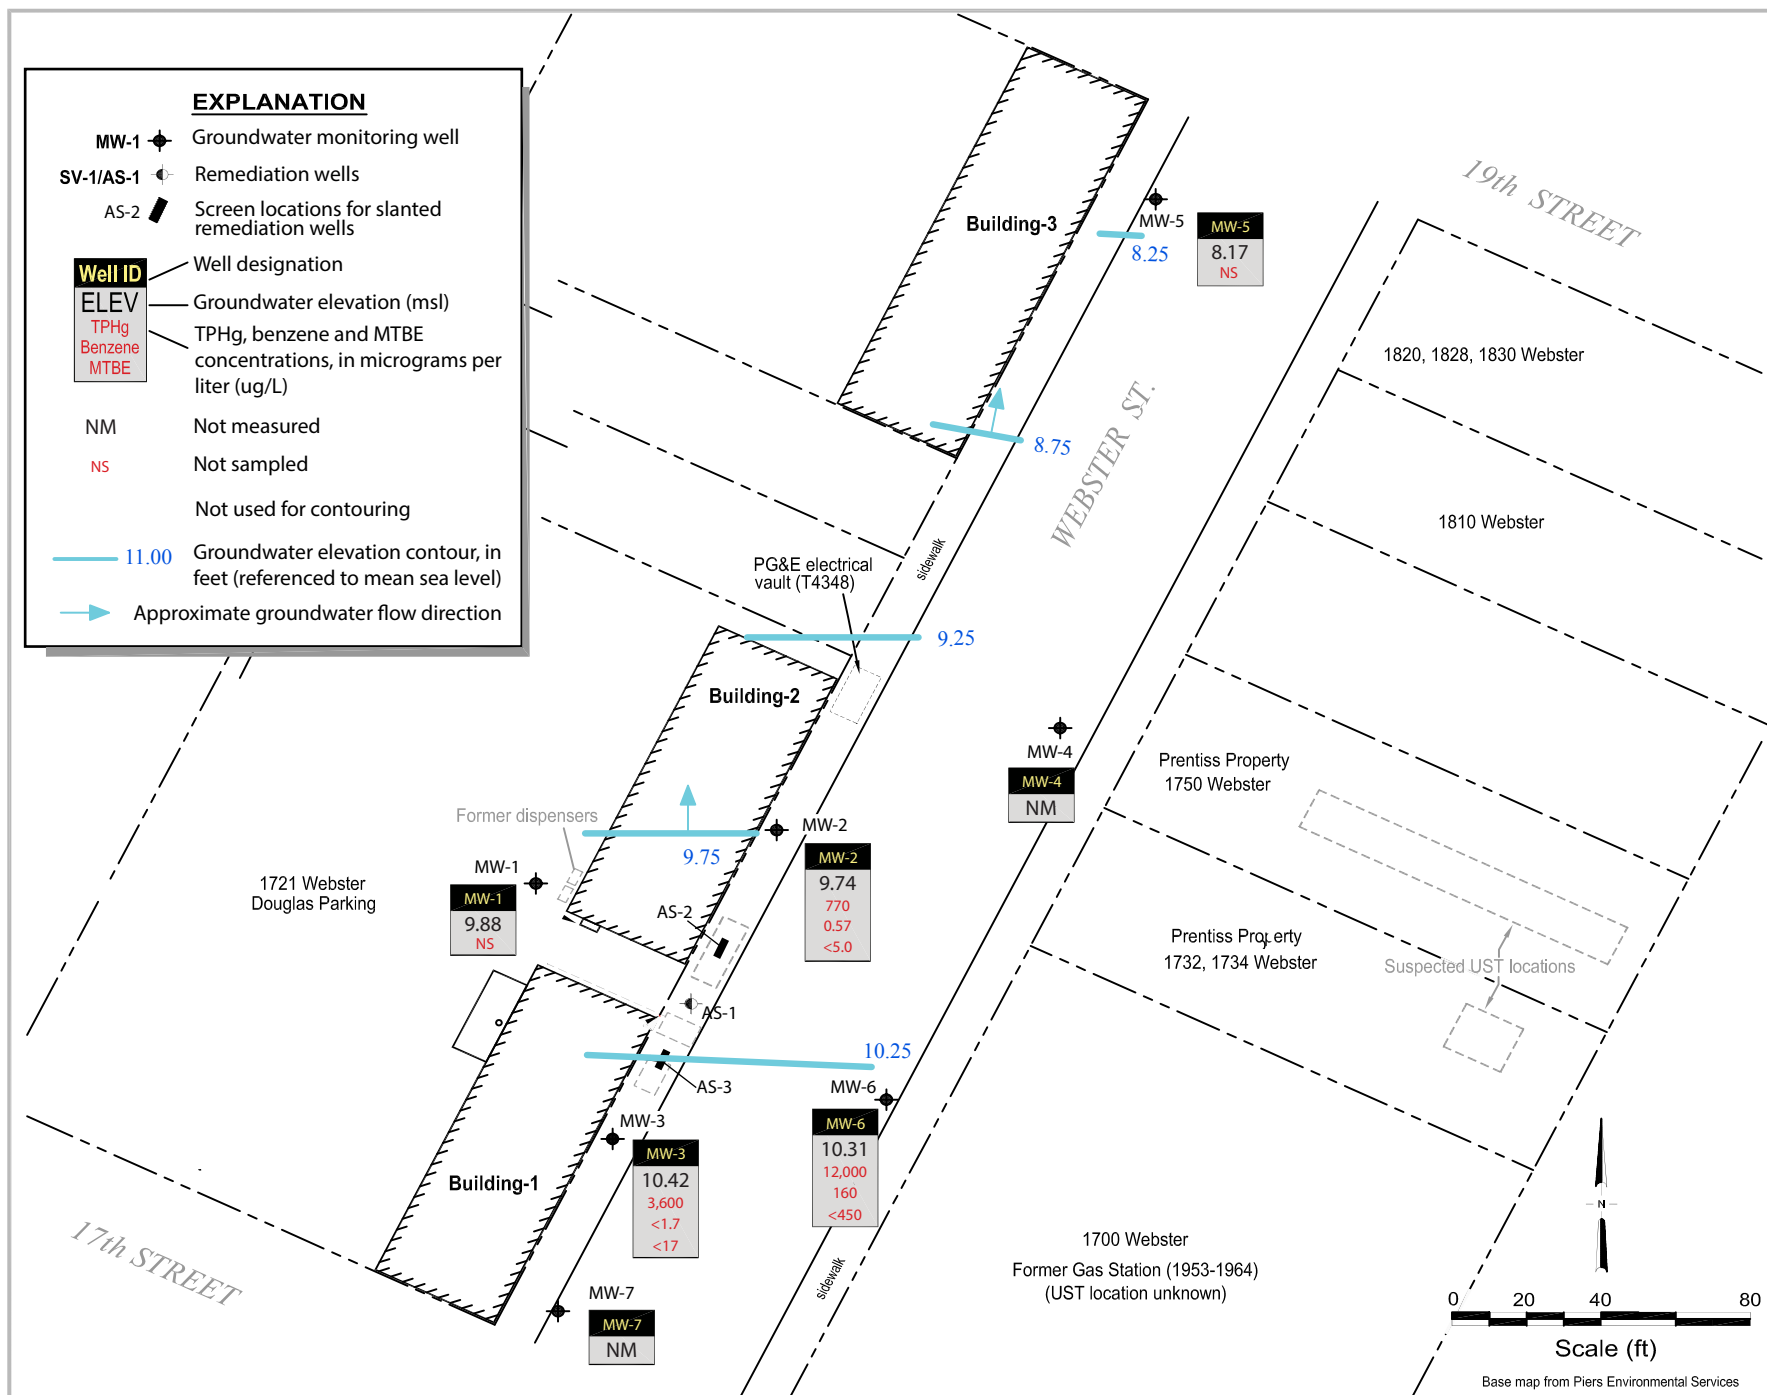 EXPLANATION
MW-1 Groundwater monitoring well
SV-1/AS-1 Remediation wells
AS-2 Screen locations for slanted
remediation wells
Well ID Well designation
ELEV Groundwater elevation (msl)
TPHg
Benzene
MTBE
TPHg, benzene and MTBE
concentrations, in micrograms per
liter (ug/L)
NM Not measured
NS Not sampled
Not used for contouring
11.00 Groundwater elevation contour, in
feet (referenced to mean sea level)
Approximate groundwater flow direction
19th STREET
Building-3
MW-5
MW-5
8.17
NS
8.25
1820, 1828, 1830 Webster
WEBSTER ST.
8.75
1810 Webster
sidewalk
PG&E electrical
vault (T4348)
9.25
Building-2
MW-4
MW-4
NM
Prentiss Property
1750 Webster
Former dispensers
9.75
MW-2
MW-2
9.74
770
0.57
<5.0
MW-1
MW-1
9.88
NS
1721 Webster
Douglas Parking
AS-2
Prentiss Property
1732, 1734 Webster
Suspected UST locations
AS-1
10.25
AS-3
MW-6
MW-6
10.31
12,000
160
<450
MW-3
MW-3
10.42
3,600
<1.7
<17
Building-1
17th STREET
MW-7
MW-7
NM
sidewalk
1700 Webster
Former Gas Station (1953-1964)
(UST location unknown)
N
0 20 40 80
Scale (ft)
Base map from Piers Environmental Services